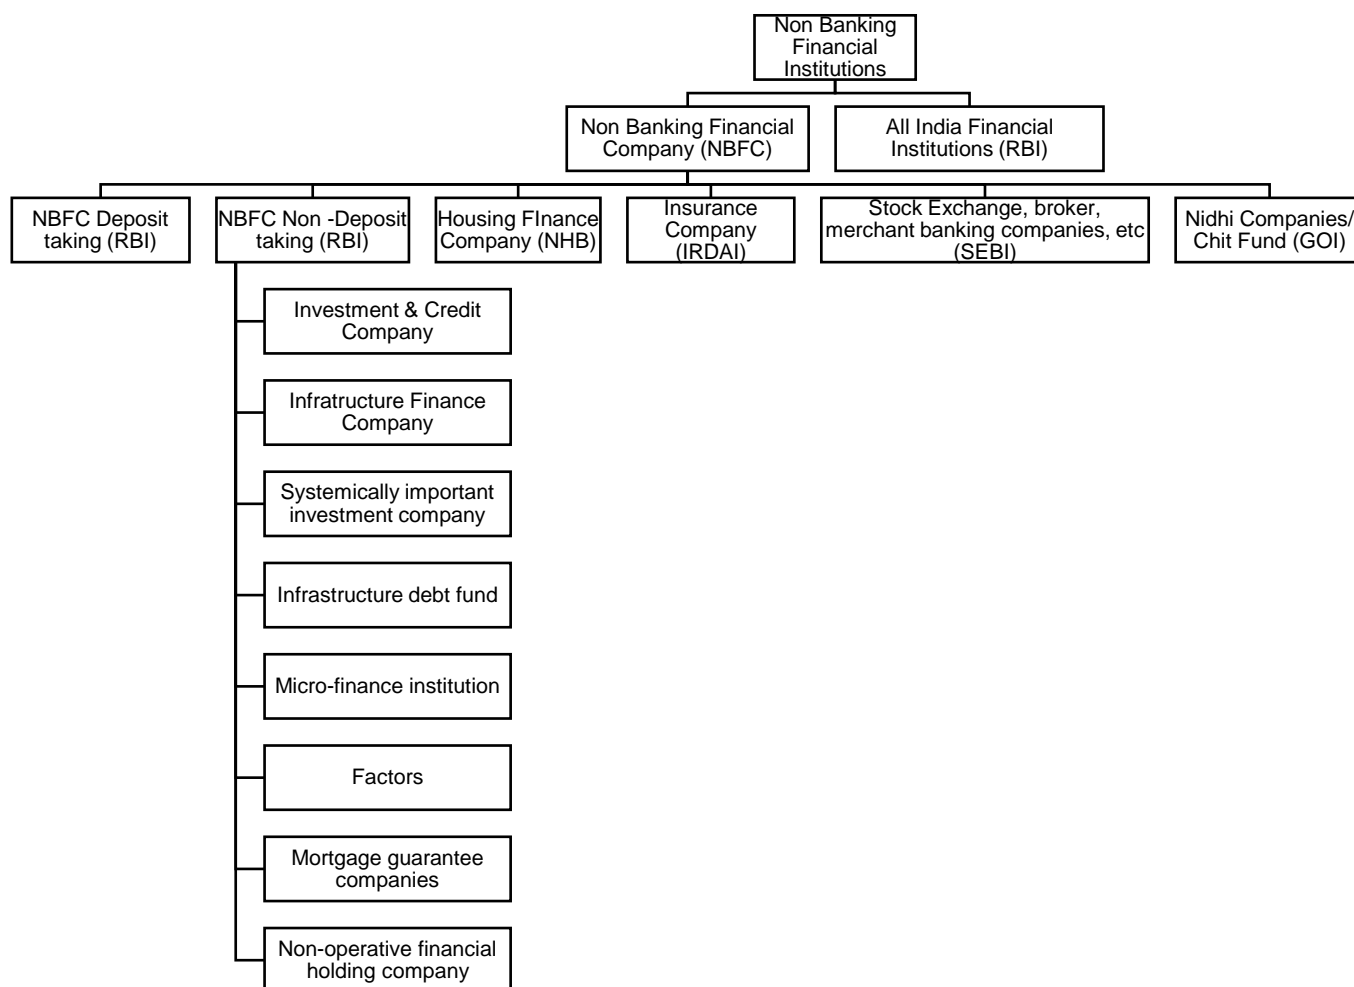 Non Banking
Financial
Institutions
Non Banking Financial
Company (NBFC)
All India Financial
Institutions (RBI)
NBFC Deposit
taking (RBI)
NBFC Non -Deposit
taking (RBI)
Housing FInance
Company (NHB)
Insurance
Company
(IRDAI)
Stock Exchange, broker,
merchant banking companies, etc
(SEBI)
Nidhi Companies/
Chit Fund (GOI)
Investment & Credit
Company
Infratructure Finance
Company
Systemically important
investment company
Infrastructure debt fund
Micro-finance institution
Factors
Mortgage guarantee
companies
Non-operative financial
holding company